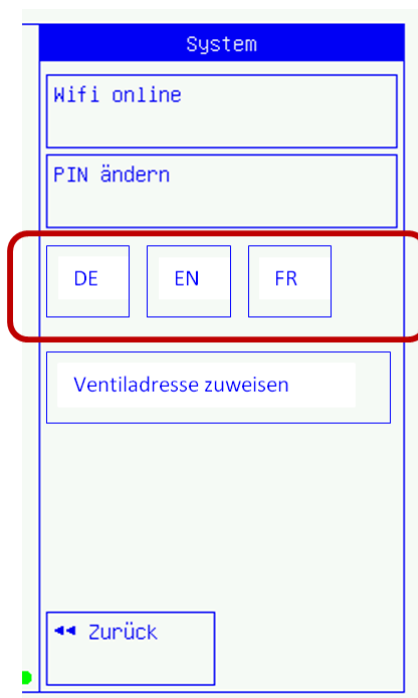 System
Wifi online
PIN ändern
DE EN FR
Ventiladresse zuweisen
◄◄ Zurück